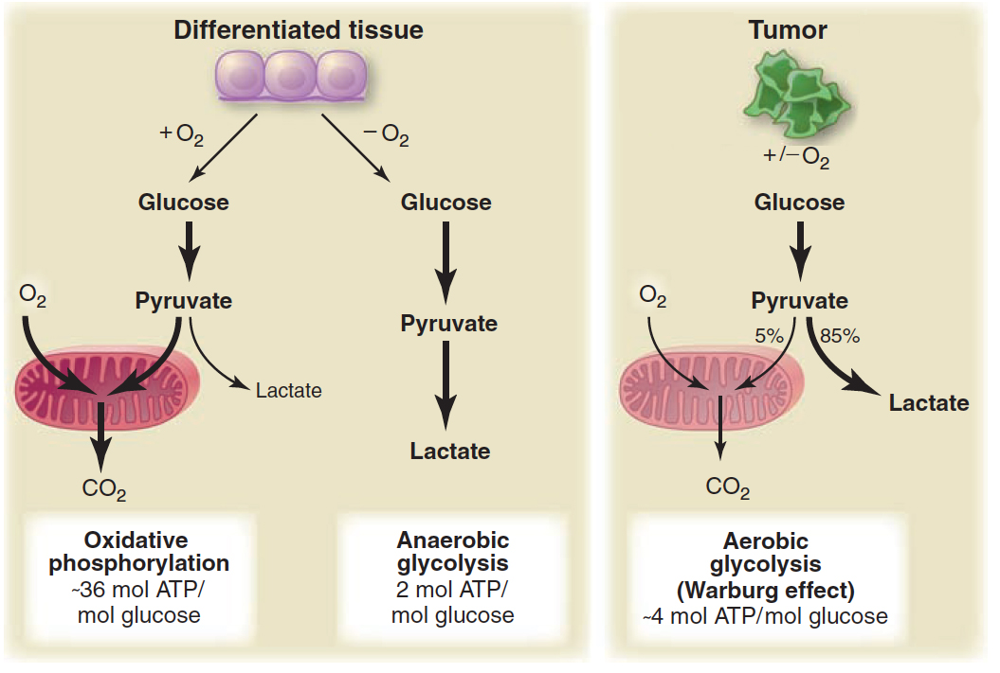 Differentiated tissue
+O₂
−O₂
Glucose
Glucose
O₂
Pyruvate
Pyruvate
Lactate
Lactate
CO₂
Oxidative
phosphorylation
~36 mol ATP/
mol glucose
Anaerobic
glycolysis
2 mol ATP/
mol glucose
Tumor
+/−O₂
Glucose
O₂
Pyruvate
5%
85%
Lactate
CO₂
Aerobic
glycolysis
(Warburg effect)
~4 mol ATP/mol glucose